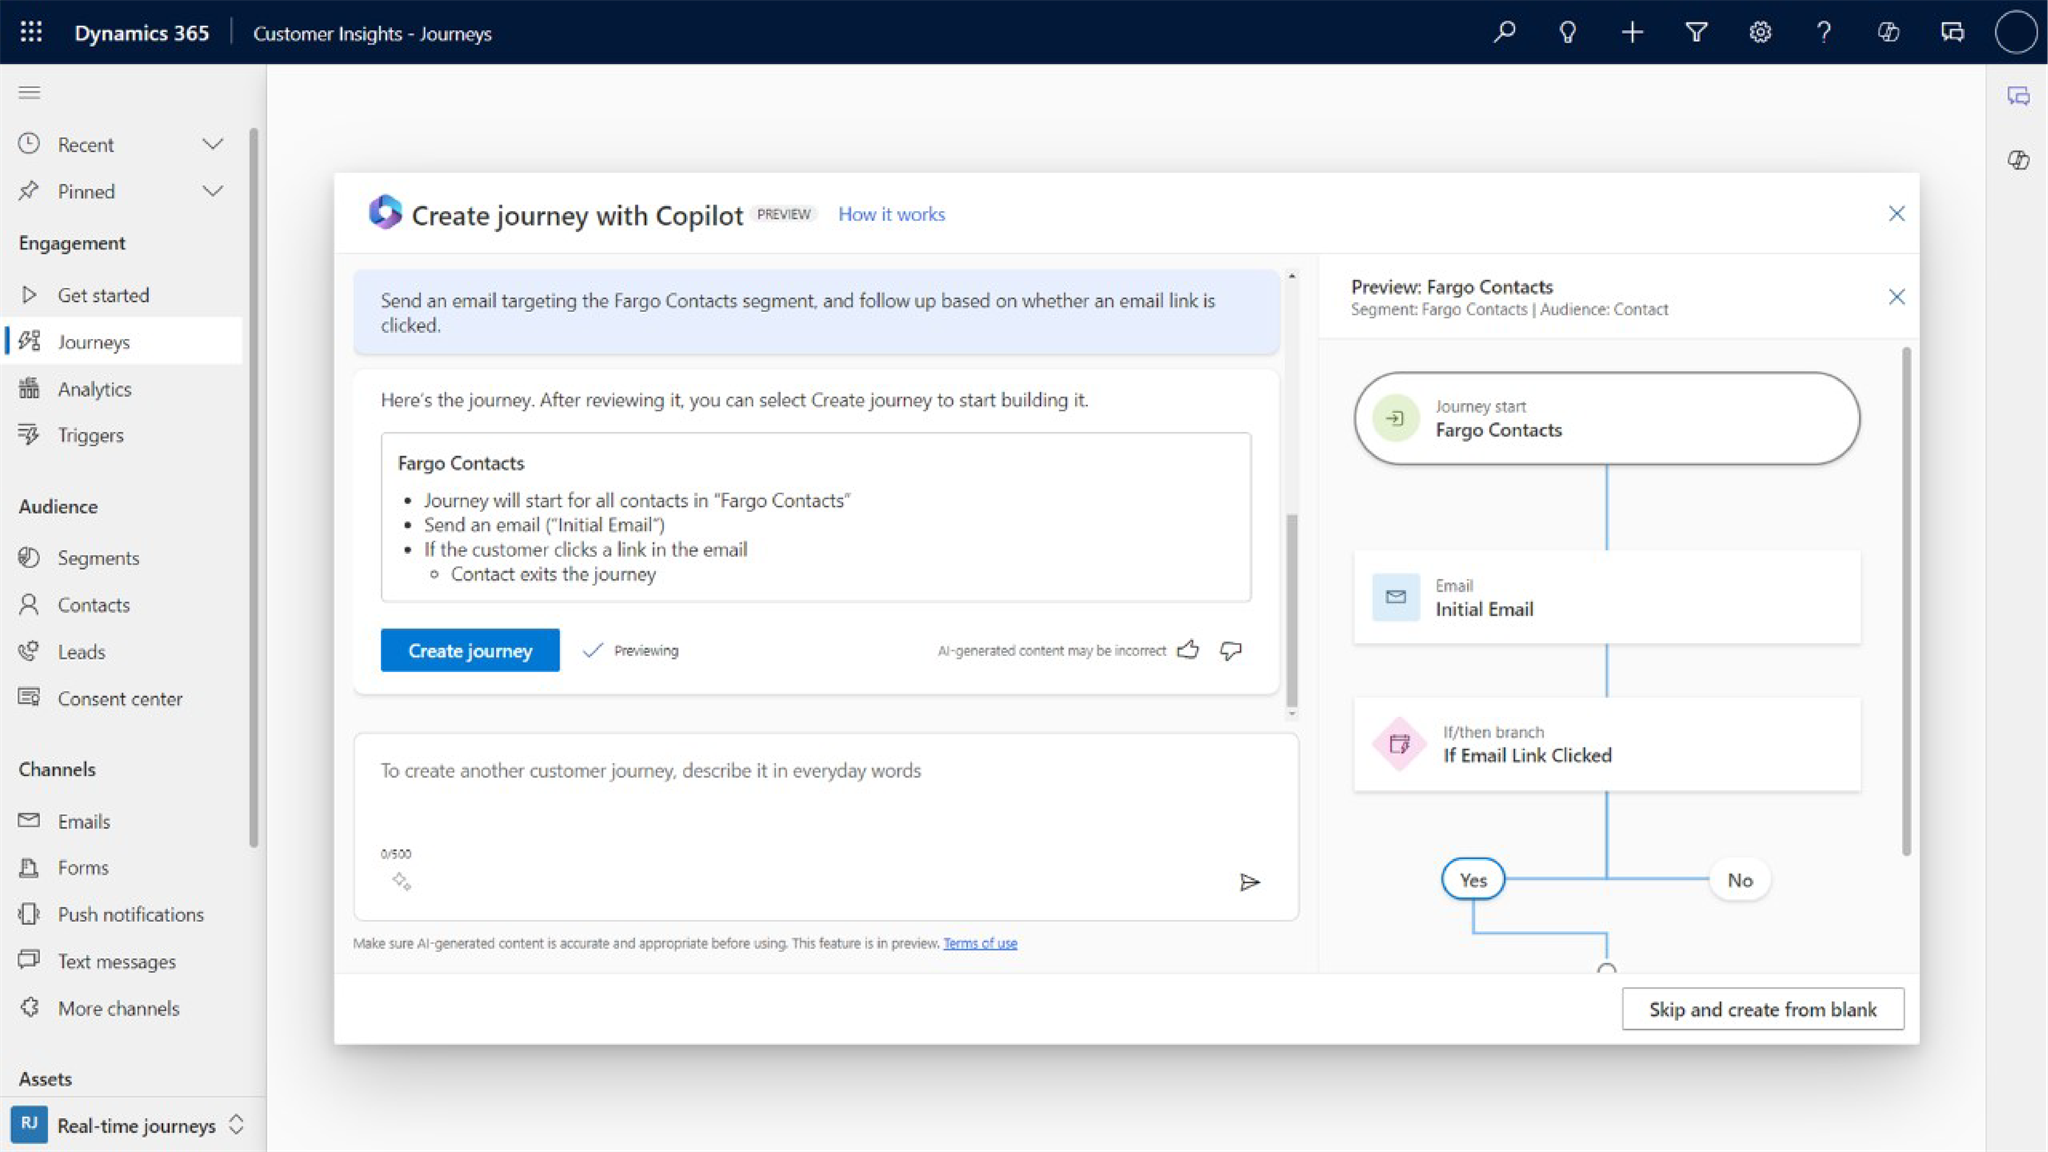 Dynamics 365
Customer Insights - Journeys
Recent
Pinned
Engagement
Get started
Journeys
Analytics
Triggers
Audience
Segments
Contacts
Leads
Consent center
Channels
Emails
Forms
Push notifications
Text messages
More channels
Assets
RJ
Real-time journeys
Create journey with Copilot
PREVIEW
How it works
Send an email targeting the Fargo Contacts segment, and follow up based on whether an email link is
clicked.
Here's the journey. After reviewing it, you can select Create journey to start building it.
Fargo Contacts
• Journey will start for all contacts in "Fargo Contacts"
• Send an email ("Initial Email")
• If the customer clicks a link in the email
◦ Contact exits the journey
Create journey
Previewing
AI-generated content may be incorrect
To create another customer journey, describe it in everyday words
0/500
Make sure AI-generated content is accurate and appropriate before using. This feature is in preview. Terms of use
Preview: Fargo Contacts
Segment: Fargo Contacts | Audience: Contact
Journey start
Fargo Contacts
Email
Initial Email
If/then branch
If Email Link Clicked
Yes
No
Skip and create from blank